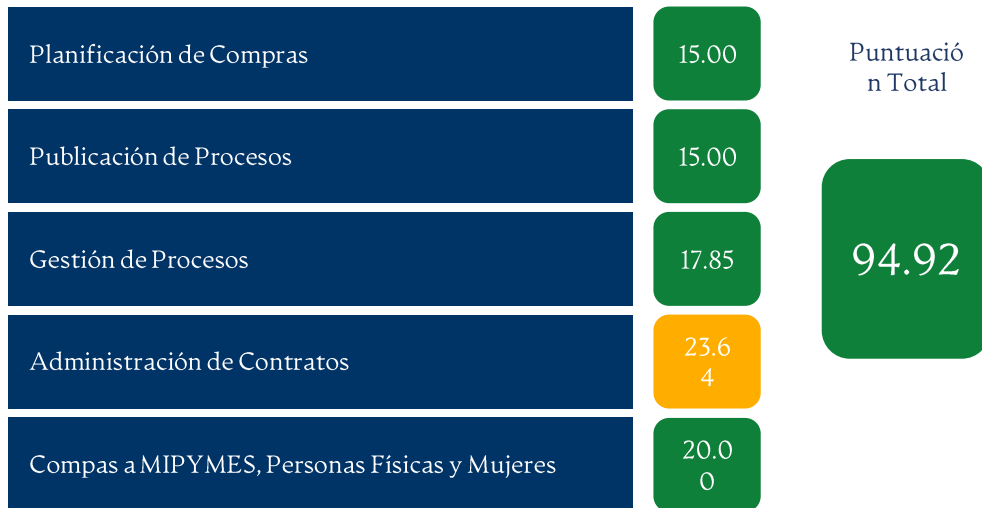 Planificación de Compras
15.00
Puntuació
n Total
Publicación de Procesos
15.00
Gestión de Procesos
17.85
94.92
Administración de Contratos
23.6
4
Compas a MIPYMES, Personas Físicas y Mujeres
20.0
0